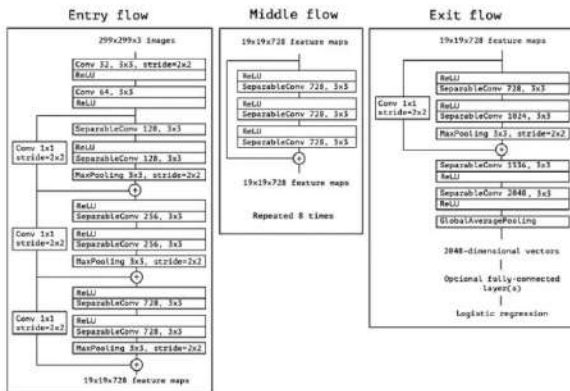 Entry flow
299x299x3 images
Conv 32, 3x3, stride=2x2
ReLU
Conv 64, 3x3
ReLU
SeparableConv 128, 3x3
Conv 1x1
stride=2x2
ReLU
SeparableConv 128, 3x3
MaxPooling 3x3, stride=2x2
+
ReLU
SeparableConv 256, 3x3
Conv 1x1
stride=2x2
ReLU
SeparableConv 256, 3x3
MaxPooling 3x3, stride=2x2
+
ReLU
SeparableConv 728, 3x3
Conv 1x1
stride=2x2
ReLU
SeparableConv 728, 3x3
MaxPooling 3x3, stride=2x2
+
19x19x728 feature maps
Middle flow
19x19x728 feature maps
ReLU
SeparableConv 728, 3x3
ReLU
SeparableConv 728, 3x3
ReLU
SeparableConv 728, 3x3
+
19x19x728 feature maps
Repeated 8 times
Exit flow
19x19x728 feature maps
ReLU
SeparableConv 728, 3x3
Conv 1x1
stride=2x2
ReLU
SeparableConv 1024, 3x3
MaxPooling 3x3, stride=2x2
+
SeparableConv 1536, 3x3
ReLU
SeparableConv 2048, 3x3
ReLU
GlobalAveragePooling
2048-dimensional vectors
Optional fully-connected
layer(s)
Logistic regression